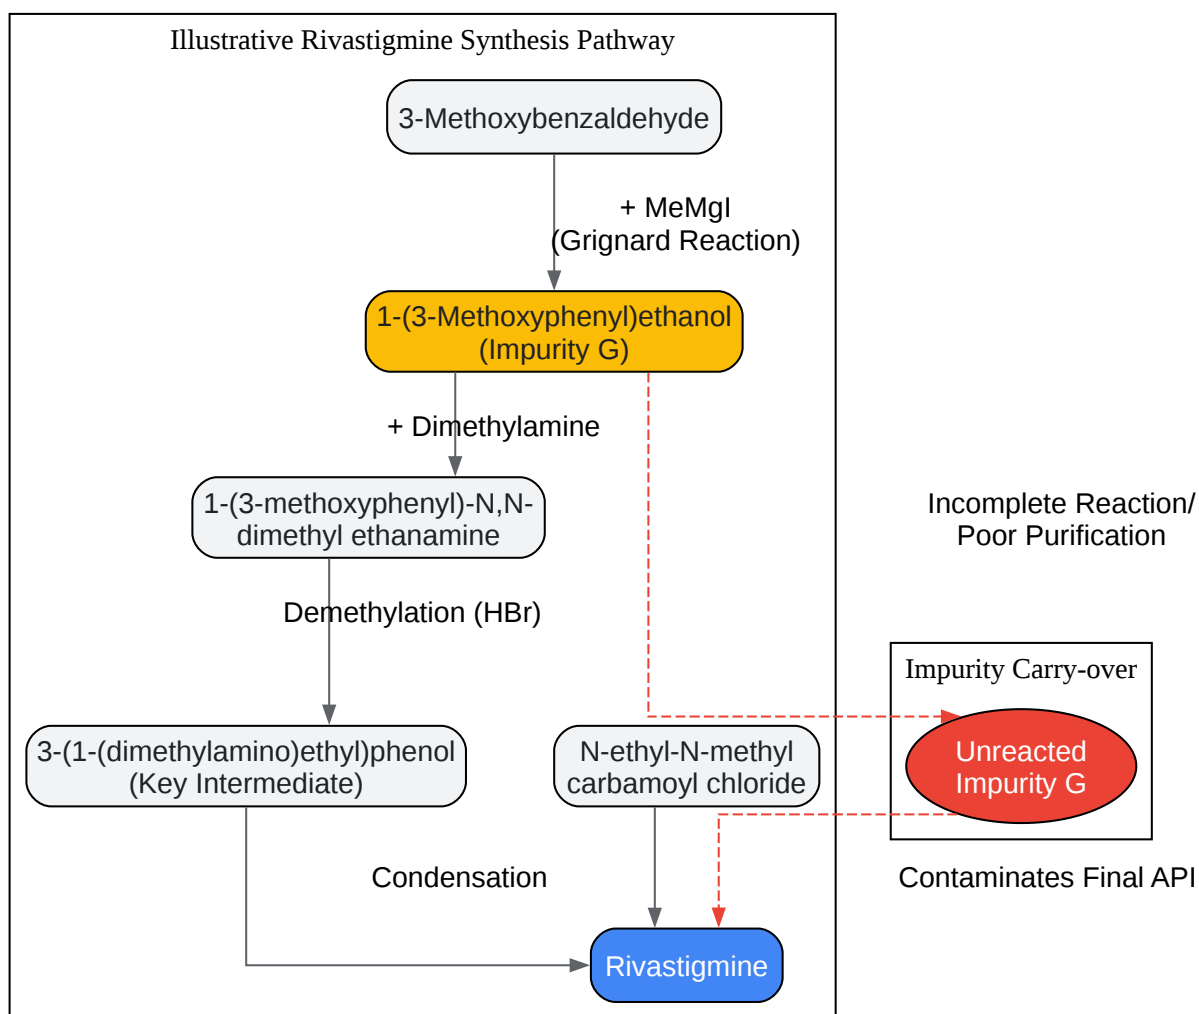 Illustrative Rivastigmine Synthesis Pathway
3-Methoxybenzaldehyde
+ MeMgI
(Grignard Reaction)
1-(3-Methoxyphenyl)ethanol
(Impurity G)
+ Dimethylamine
1-(3-methoxyphenyl)-N,N-
dimethyl ethanamine
Incomplete Reaction/
Poor Purification
Demethylation (HBr)
Impurity Carry-over
3-(1-(dimethylamino)ethyl)phenol
(Key Intermediate)
N-ethyl-N-methyl
carbamoyl chloride
Unreacted
Impurity G
Condensation
Contaminates Final API
Rivastigmine